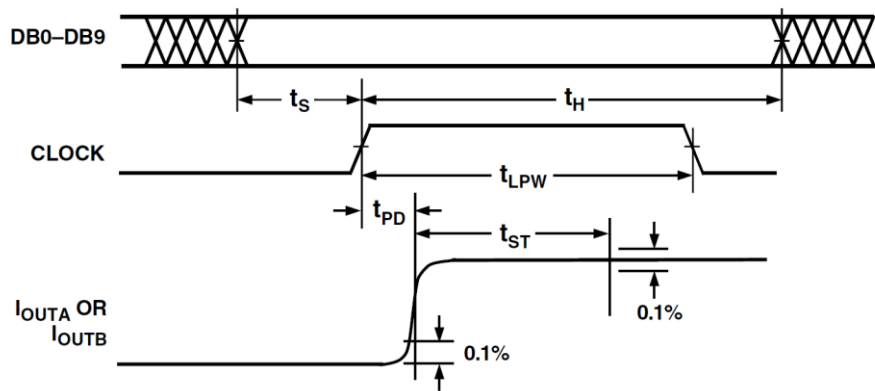 DB0–DB9
tS
tH
CLOCK
tLPW
tPD
tST
IOUTA OR
IOUTB
0.1%
0.1%